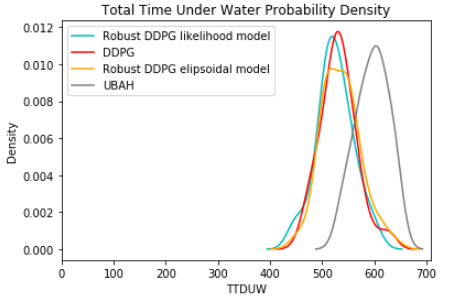 Total Time Under Water Probability Density
Robust DDPG likelihood model
DDPG
Robust DDPG elipsoidal model
UBAH
0.012
0.010
0.008
0.006
0.004
0.002
0.000
Density
0 100 200 300 400 500 600 700
TTDUW